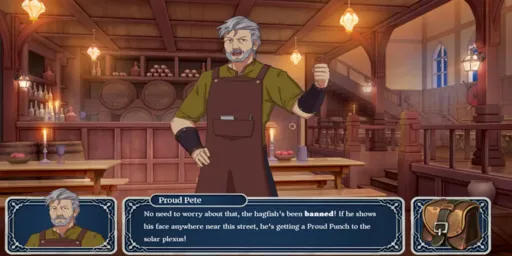 Proud Pete
No need to worry about that, the hagfish's been banned! If he shows
his face anywhere near this street, he's getting a Proud Punch to the
solar plexus!